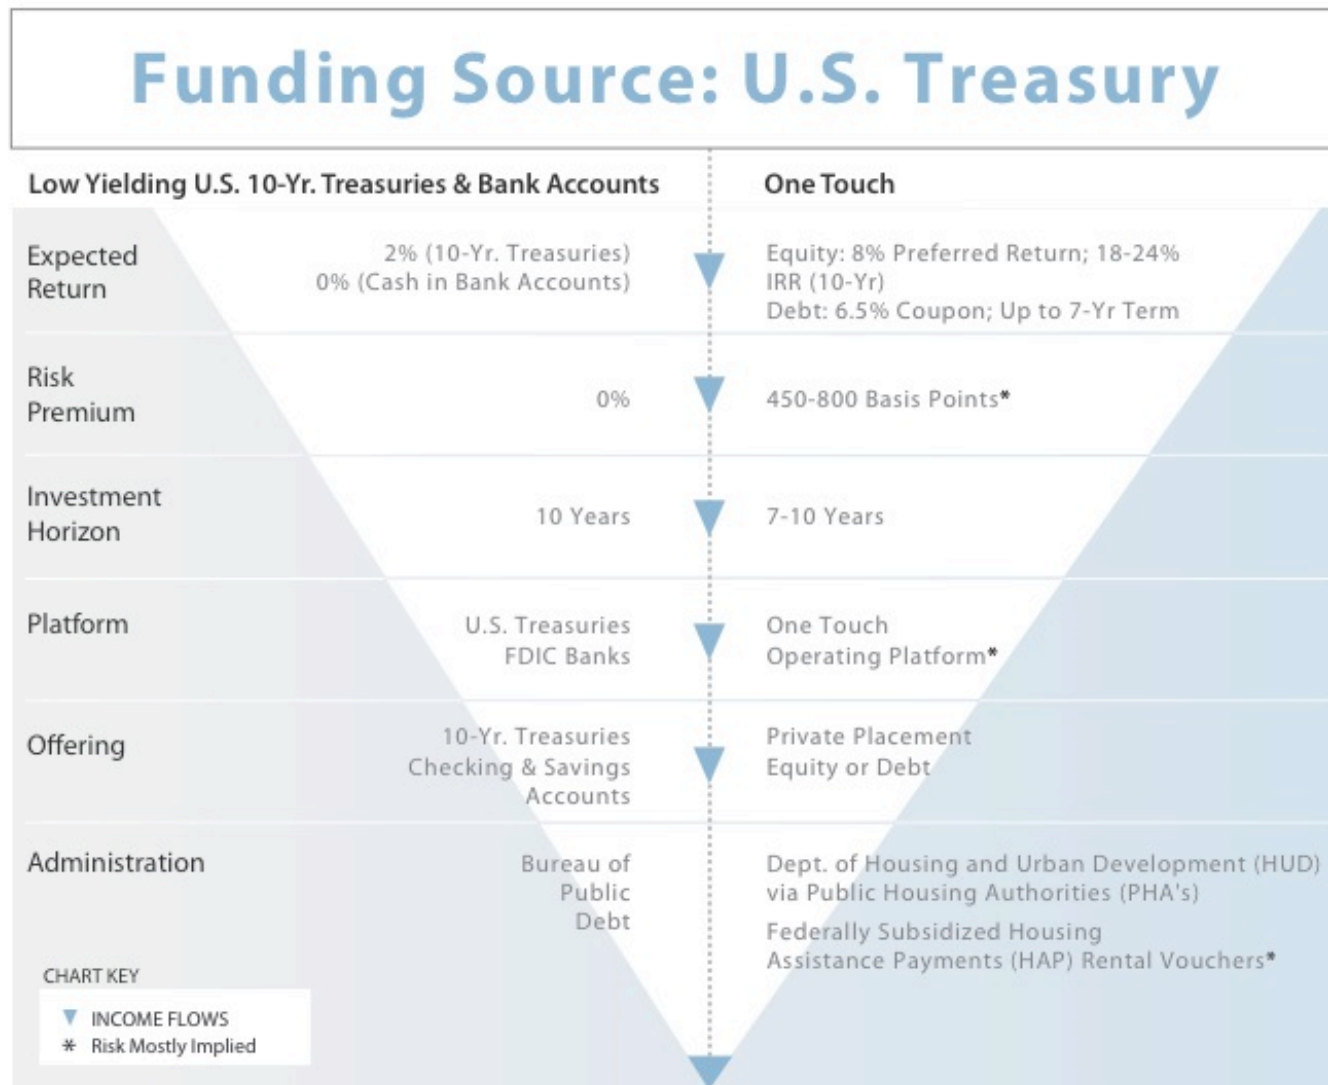 Funding Source: U.S. Treasury
Low Yielding U.S. 10-Yr. Treasuries & Bank Accounts
One Touch
Expected
Return
2% (10-Yr. Treasuries)
0% (Cash in Bank Accounts)
Equity: 8% Preferred Return; 18-24%
IRR (10-Yr)
Debt: 6.5% Coupon; Up to 7-Yr Term
Risk
Premium
0%
450-800 Basis Points*
Investment
Horizon
10 Years
7-10 Years
Platform
U.S. Treasuries
FDIC Banks
One Touch
Operating Platform*
Offering
10-Yr. Treasuries
Checking & Savings
Accounts
Private Placement
Equity or Debt
Administration
Bureau of
Public
Debt
Dept. of Housing and Urban Development (HUD)
via Public Housing Authorities (PHA's)
Federally Subsidized Housing
Assistance Payments (HAP) Rental Vouchers*
CHART KEY
▼ INCOME FLOWS
* Risk Mostly Implied